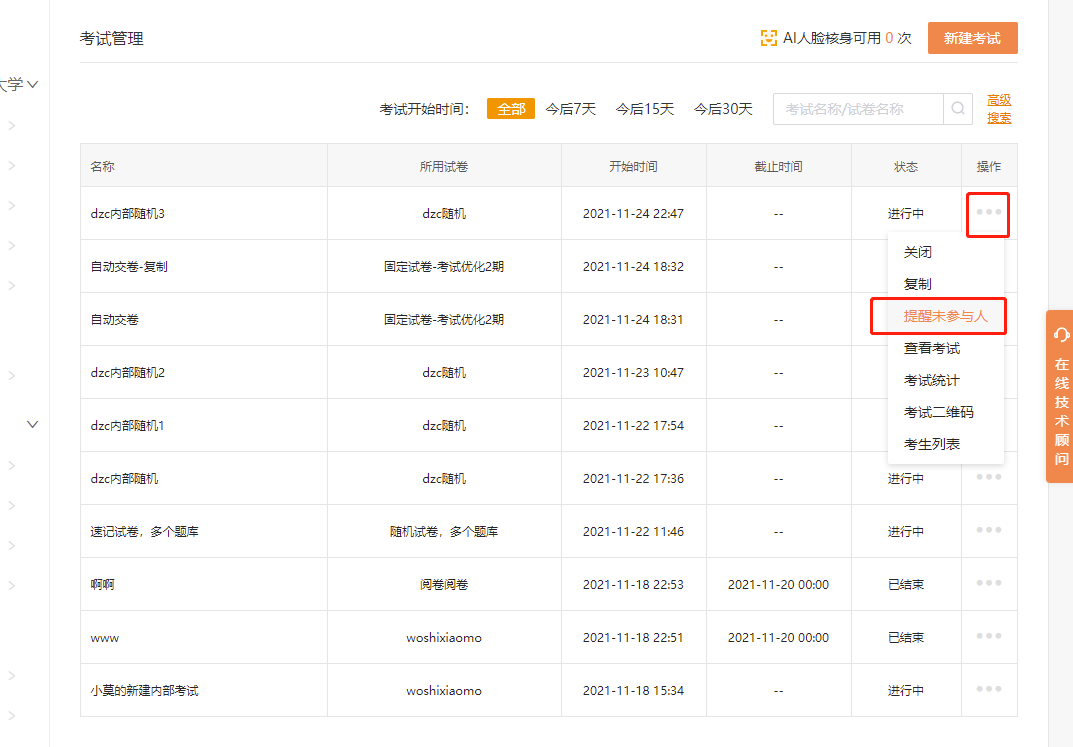 考试管理
AI人脸核身可用 0 次
新建考试
大学
考试开始时间：
全部
今后7天
今后15天
今后30天
考试名称/试卷名称
高级
搜索
名称 所用试卷 开始时间 截止时间 状态 操作
dzc内部随机3 dzc随机 2021-11-24 22:47 -- 进行中
自动交卷-复制 固定试卷-考试优化2期 2021-11-24 18:32 --
自动交卷 固定试卷-考试优化2期 2021-11-24 18:31 --
dzc内部随机2 dzc随机 2021-11-23 10:47 --
dzc内部随机1 dzc随机 2021-11-22 17:54 --
dzc内部随机 dzc随机 2021-11-22 17:36 -- 进行中
速记试卷，多个题库 随机试卷，多个题库 2021-11-22 11:46 -- 进行中
啊啊 阅卷阅卷 2021-11-18 22:53 2021-11-20 00:00 已结束
www woshixiaomo 2021-11-18 22:51 2021-11-20 00:00 已结束
小莫的新建内部考试 woshixiaomo 2021-11-18 15:34 -- 进行中
关闭
复制
提醒未参与人
查看考试
考试统计
考试二维码
考生列表
在线技术顾问